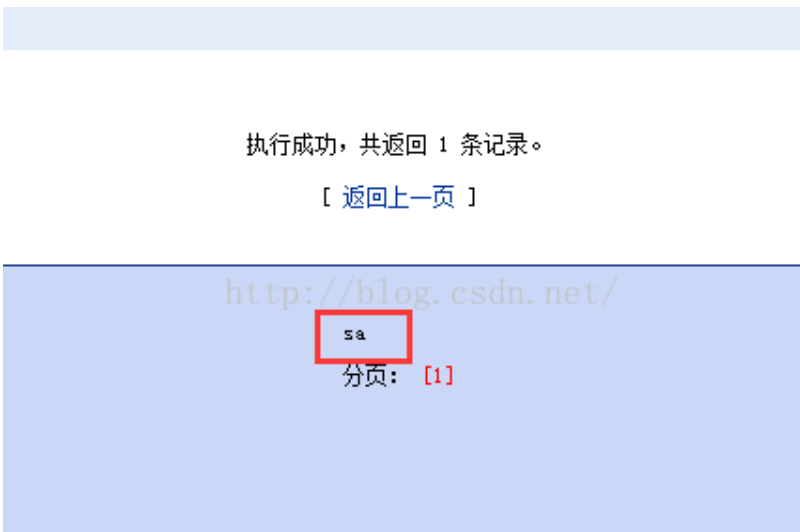 执行成功，共返回 1 条记录。
[ 返回上一页 ]
http://blog.csdn.net/
sa
分页： [1]